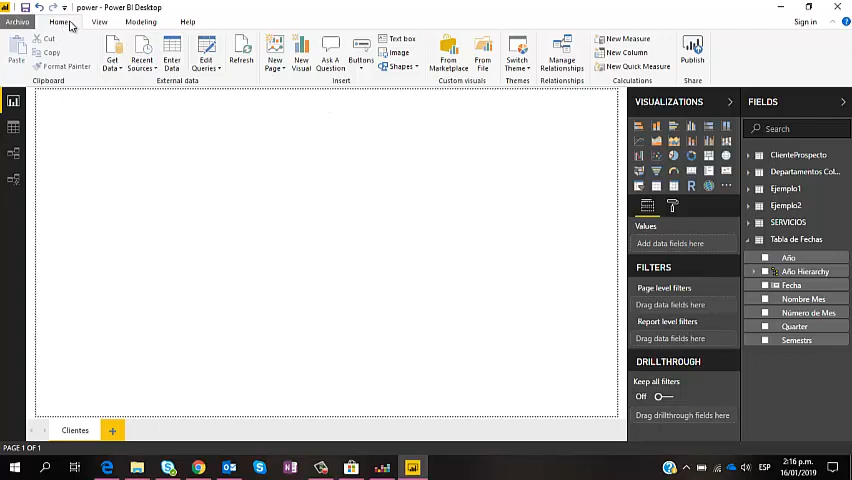 power - Power BI Desktop
Archivo Home View Modeling Help Sign in
Paste Cut Copy Format Painter Clipboard
Get Data Recent Sources Enter Data Edit Queries External data
Refresh
New Page New Visual Ask A Question Buttons Text box Image Shapes Insert
From Marketplace From File Custom visuals
Switch Theme Themes
Manage Relationships Relationships
New Measure New Column New Quick Measure Calculations
Publish Share
VISUALIZATIONS
R
Values
Add data fields here
FILTERS
Page level filters
Drag data fields here
Report level filters
Drag data fields here
DRILLTHROUGH
Keep all filters
Off
Drag drillthrough fields here
FIELDS
Search
ClienteProspecto
Departamentos Col...
Ejemplo1
Ejemplo2
SERVICIOS
Tabla de Fechas
Año
Año Hierarchy
Fecha
Nombre Mes
Número de Mes
Quarter
Semestrs
Clientes
PAGE 1 OF 1
ESP
2:16 p.m.
16/01/2019